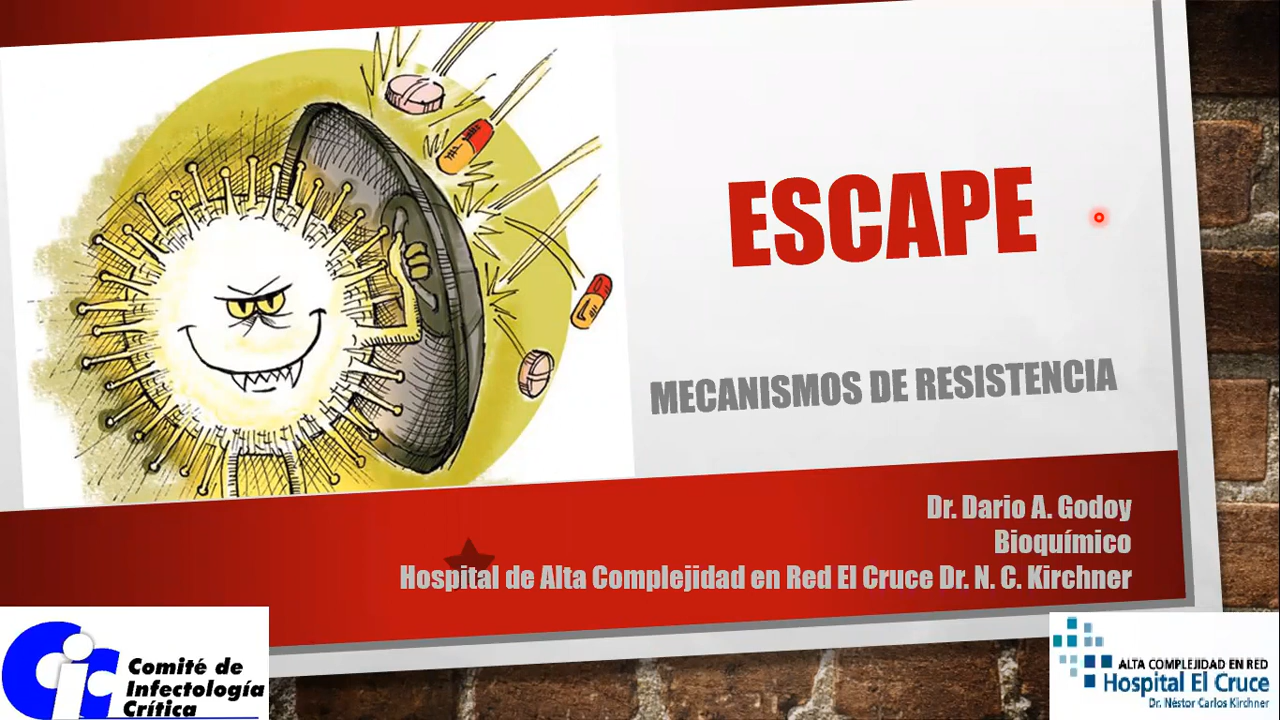 ESCAPE
MECANISMOS DE RESISTENCIA
Dr. Dario A. Godoy
Bioquímico
Hospital de Alta Complejidad en Red El Cruce Dr. N. C. Kirchner
CiC
Comité de
Infectología
Crítica
ALTA COMPLEJIDAD EN RED
Hospital El Cruce
Dr. Néstor Carlos Kirchner